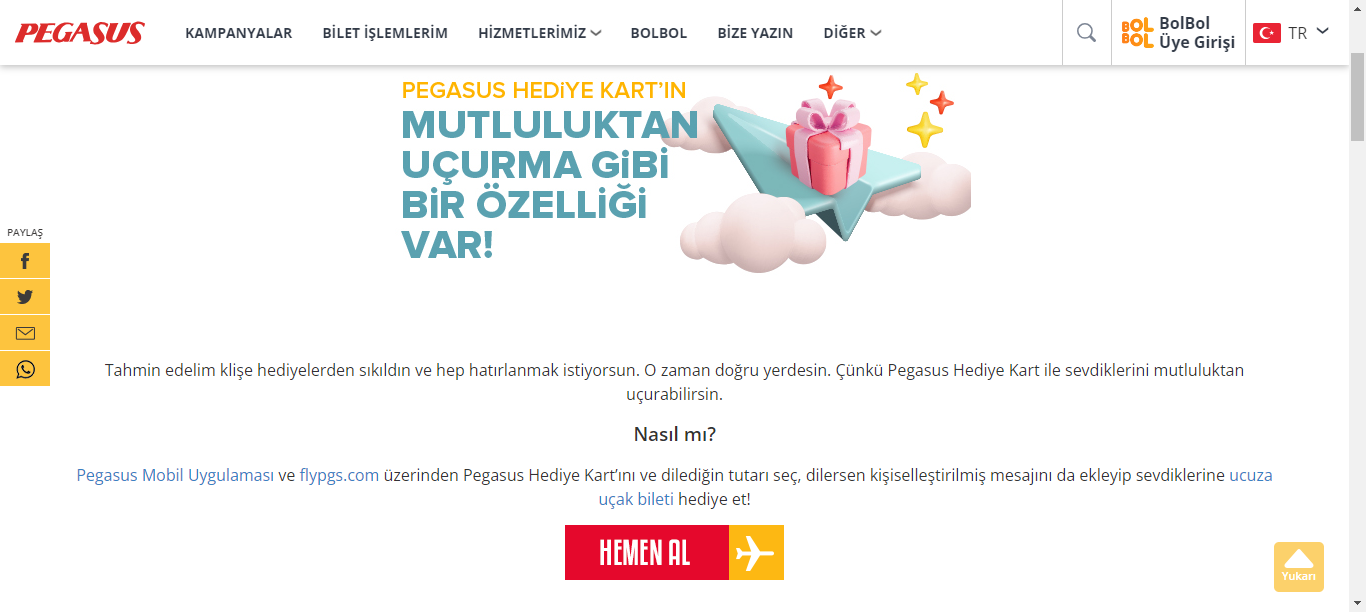 PEGASUS
KAMPANYALAR
BİLET İŞLEMLERİM
HİZMETLERİMİZ
BOLBOL
BİZE YAZIN
DİĞER
BOL
BOL
BolBol
Üye Girişi
TR
PEGASUS HEDİYE KART'IN
MUTLULUKTAN
UÇURMA GİBİ
BİR ÖZELLİĞİ
VAR!
PAYLAŞ
Tahmin edelim klişe hediyelerden sıkıldın ve hep hatırlanmak istiyorsun. O zaman doğru yerdesin. Çünkü Pegasus Hediye Kart ile sevdiklerini mutluluktan
uçurabilirsin.
Nasıl mı?
Pegasus Mobil Uygulaması ve flypgs.com üzerinden Pegasus Hediye Kart’ını ve dilediğin tutarı seç, dilersen kişiselleştirilmiş mesajını da ekleyip sevdiklerine ucuza
uçak bileti hediye et!
HEMEN AL
Yukarı